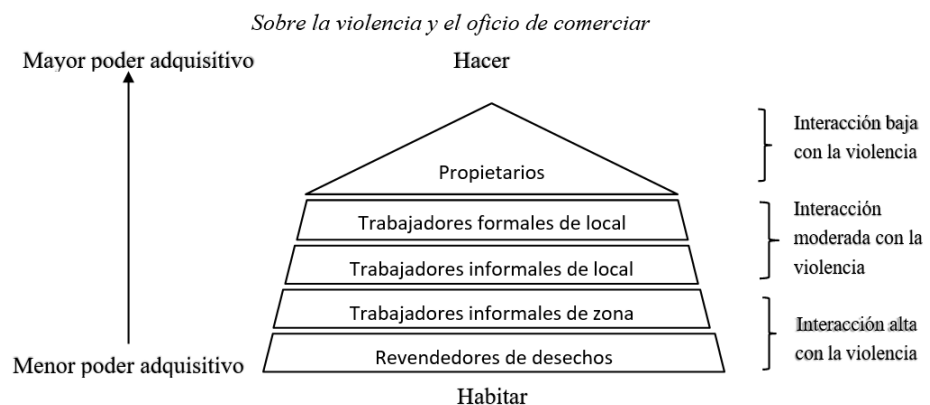 Sobre la violencia y el oficio de comerciar
Mayor poder adquisitivo
Hacer
Interacción baja
con la violencia
Propietarios
Trabajadores formales de local
Interacción
moderada con la
violencia
Trabajadores informales de local
Trabajadores informales de zona
Interacción alta
con la violencia
Revendedores de desechos
Menor poder adquisitivo
Habitar